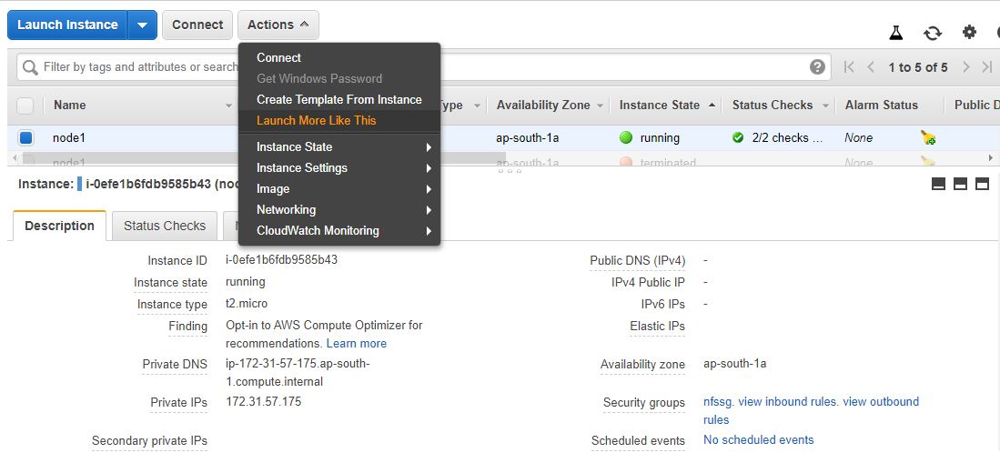 Launch Instance Connect Actions
Filter by tags and attributes or search 1 to 5 of 5
Connect
Get Windows Password
Create Template From Instance
Launch More Like This
Instance State
Instance Settings
Image
Networking
CloudWatch Monitoring
Name Type Availability Zone Instance State Status Checks Alarm Status Public D
node1 ap-south-1a running 2/2 checks ... None
node1 ap-south-1a terminated None
Instance: i-0efe1b6fdb9585b43 (nod
Description Status Checks
Instance ID i-0efe1b6fdb9585b43
Instance state running
Instance type t2.micro
Finding Opt-in to AWS Compute Optimizer for
recommendations. Learn more
Private DNS ip-172-31-57-175.ap-south-
1.compute.internal
Private IPs 172.31.57.175
Secondary private IPs
Public DNS (IPv4) -
IPv4 Public IP -
IPv6 IPs -
Elastic IPs
Availability zone ap-south-1a
Security groups nfssg. view inbound rules. view outbound
rules
Scheduled events No scheduled events